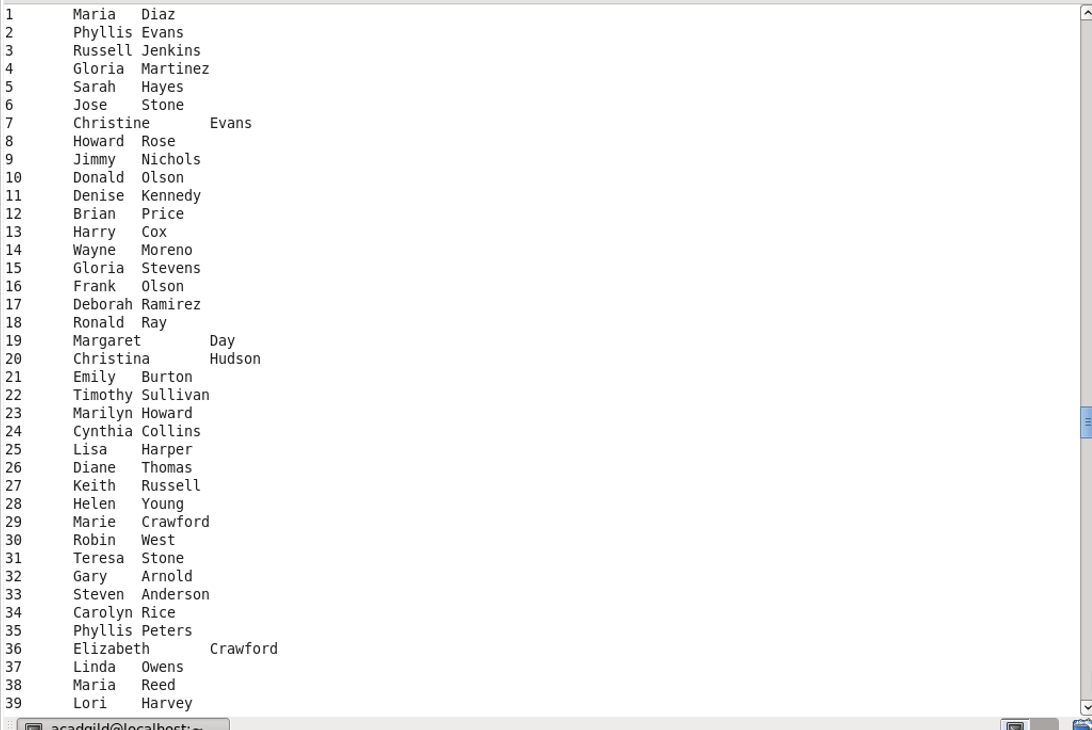 1 Maria Diaz
2 Phyllis Evans
3 Russell Jenkins
4 Gloria Martinez
5 Sarah Hayes
6 Jose Stone
7 Christine Evans
8 Howard Rose
9 Jimmy Nichols
10 Donald Olson
11 Denise Kennedy
12 Brian Price
13 Harry Cox
14 Wayne Moreno
15 Gloria Stevens
16 Frank Olson
17 Deborah Ramirez
18 Ronald Ray
19 Margaret Day
20 Christina Hudson
21 Emily Burton
22 Timothy Sullivan
23 Marilyn Howard
24 Cynthia Collins
25 Lisa Harper
26 Diane Thomas
27 Keith Russell
28 Helen Young
29 Marie Crawford
30 Robin West
31 Teresa Stone
32 Gary Arnold
33 Steven Anderson
34 Carolyn Rice
35 Phyllis Peters
36 Elizabeth Crawford
37 Linda Owens
38 Maria Reed
39 Lori Harvey
acadgild@localhost:~